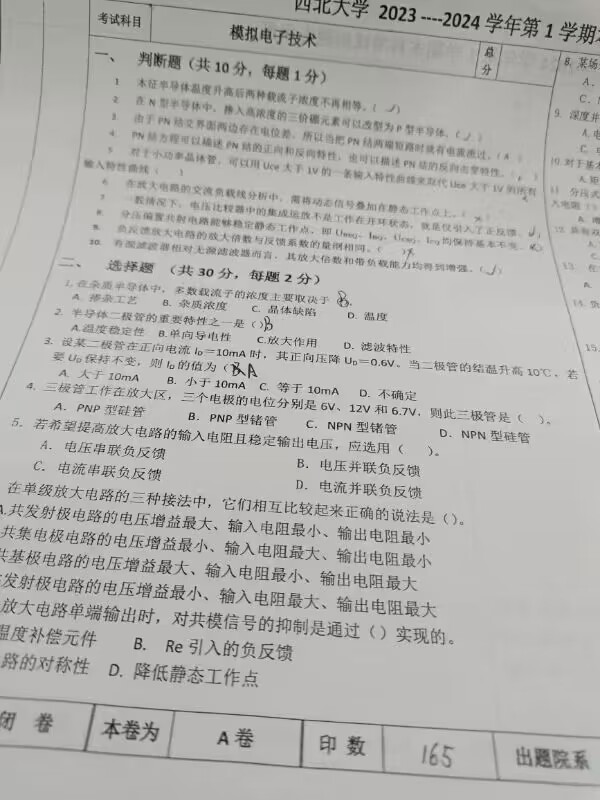 西北大学 2023 ----2024 学年第 1 学期
考试科目
模拟电子技术
总分
一、 判断题（共 10 分，每题 1 分）
1 本征半导体温度升高后两种载流子浓度不再相等。（ ✓）
2. 在 N 型半导体中，掺入高浓度的三价硼元素可以改型为 P 型半导体。（✓）
3. 由于 PN 结交界面两边存在电位差，所以当把 PN 结两端短路时就有电流流过。（ ）
4 PN 结方程可以描述 PN 结的正向和反向特性，也可以描述 PN 结的反向击穿特性。（ ）
5. 对于小功率晶体管，可以用 Uce 大于 1V 的一条输入特性曲线来取代 Uce 大于 1V 的所有
输入特性曲线（ ）
6 在放大电路的交流负载线分析中，需将动态信号叠加在静态工作点上。（ ）
7 一般情况下，电压比较器中的集成运放不是工作在开环状态，就是仅引入了正反馈。（✓）
8. 分压偏置共射电路能够稳定静态工作点，即 UBEQ、IBQ、UCEQ、ICQ 均保持基本不变。（×）
9. 负反馈放大电路的放大倍数与反馈系数的量纲相同。（×）
10. 有源滤波器相对无源滤波器而言，其放大倍数和带负载能力均得到增强。（✓）
二、 选择题 （共 30 分，每题 2 分）
1. 在杂质半导体中，多数载流子的浓度主要取决于 B.
A. 掺杂工艺 B. 杂质浓度 C. 晶体缺陷 D. 温度
2. 半导体二极管的重要特性之一是（）B
A.温度稳定性 B.单向导电性 C.放大作用 D. 滤波特性
3. 设某二极管在正向电流 ID=10mA 时，其正向压降 UD=0.6V。当二极管的结温升高 10℃，若
要 UD 保持不变，则 ID 的值为（ A
A. 大于 10mA B. 小于 10mA C. 等于 10mA D. 不确定
4. 三极管工作在放大区，三个电极的电位分别是 6V、12V 和 6.7V，则此三极管是（ ）。
A. PNP 型硅管 B. PNP 型锗管 C. NPN 型锗管 D. NPN 型硅管
5. 若希望提高放大电路的输入电阻且稳定输出电压，应选用（ ）。
A. 电压串联负反馈 B. 电压并联负反馈
C. 电流串联负反馈 D. 电流并联负反馈
在单级放大电路的三种接法中，它们相互比较起来正确的说法是（）。
A.共发射极电路的电压增益最大、输入电阻最小、输出电阻最小
共集电极电路的电压增益最小、输入电阻最大、输出电阻最小
共基极电路的电压增益最大、输入电阻最小、输出电阻最大
发射极电路的电压增益最小、输入电阻最大、输出电阻最大
放大电路单端输出时，对共模信号的抑制是通过（）实现的。
温度补偿元件 B. Re 引入的负反馈
路的对称性 D. 降低静态工作点
闭 卷
本卷为
A 卷
印 数
165
出题院系
8. 某场
A.
C.
9. 深度并
10. 对于基本
11. 分压式
入电阻（